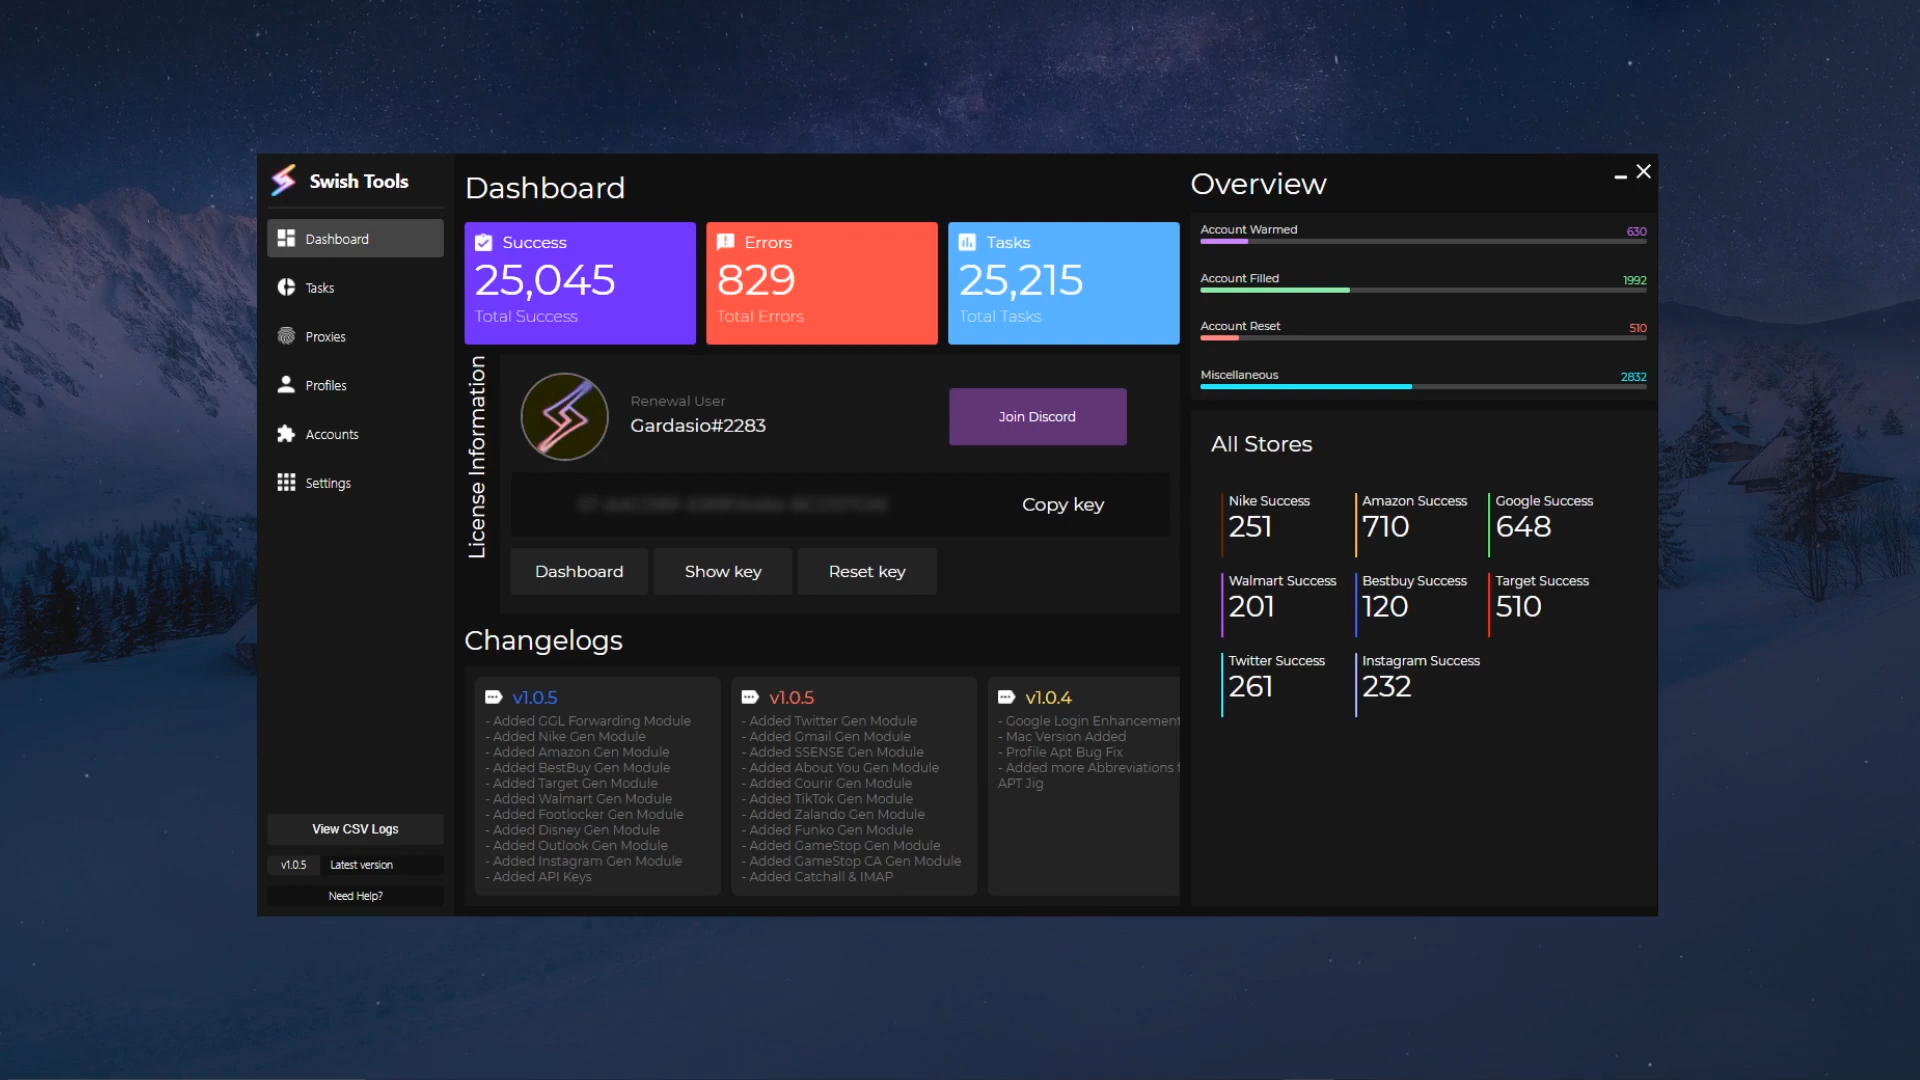 Swish Tools
Dashboard
Tasks
Proxies
Profiles
Accounts
Settings
View CSV Logs
v1.0.5
Latest version
Need Help?
Dashboard
Success
25,045
Total Success
Errors
829
Total Errors
Tasks
25,215
Total Tasks
License Information
Renewal User
Gardasio#2283
Join Discord
Copy key
Dashboard
Show key
Reset key
Changelogs
v1.0.5
- Added GGL Forwarding Module
- Added Nike Gen Module
- Added Amazon Gen Module
- Added BestBuy Gen Module
- Added Target Gen Module
- Added Walmart Gen Module
- Added Footlocker Gen Module
- Added Disney Gen Module
- Added Outlook Gen Module
- Added Instagram Gen Module
- Added API Keys
v1.0.5
- Added Twitter Gen Module
- Added Gmail Gen Module
- Added SSENSE Gen Module
- Added About You Gen Module
- Added Courir Gen Module
- Added TikTok Gen Module
- Added Zalando Gen Module
- Added Funko Gen Module
- Added GameStop Gen Module
- Added GameStop CA Gen Module
- Added Catchall & IMAP
v1.0.4
- Google Login Enhancement
- Mac Version Added
- Profile Apt Bug Fix
- Added more Abbreviations
APT Jig
Overview
Account Warmed
630
Account Filled
1992
Account Reset
510
Miscellaneous
2832
All Stores
Nike Success
251
Amazon Success
710
Google Success
648
Walmart Success
201
Bestbuy Success
120
Target Success
510
Twitter Success
261
Instagram Success
232